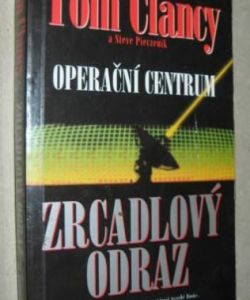 Tom Clancy
a Steve Pieczenik
OPERAČNÍ CENTRUM
ZRCADLOVÝ
ODRAZ